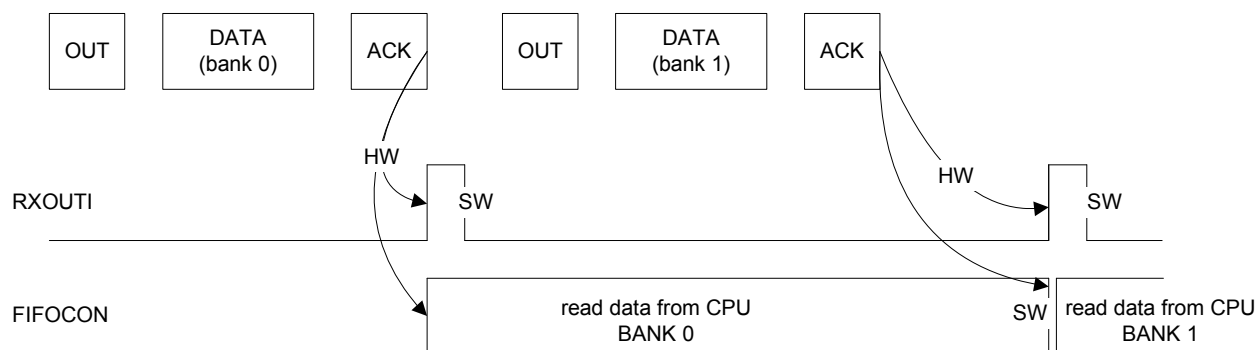 OUT
DATA
(bank 0)
ACK
OUT
DATA
(bank 1)
ACK
HW
HW
RXOUTI
SW
SW
FIFOCON
read data from CPU
BANK 0
SW
read data from CPU
BANK 1